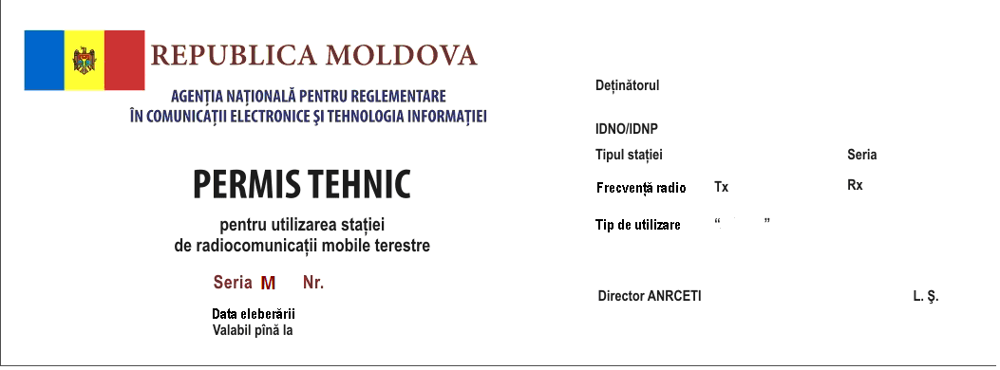 REPUBLICA MOLDOVA
AGENȚIA NAȚIONALĂ PENTRU REGLEMENTARE
ÎN COMUNICAȚII ELECTRONICE ŞI TEHNOLOGIA INFORMAȚIEI
PERMIS TEHNIC
pentru utilizarea stației
de radiocomunicații mobile terestre
Seria M Nr.
Data eleberării
Valabil pînă la
Deținătorul
IDNO/IDNP
Tipul stației Seria
Frecvență radio Tx Rx
Tip de utilizare “ ”
Director ANRCETI L. Ş.